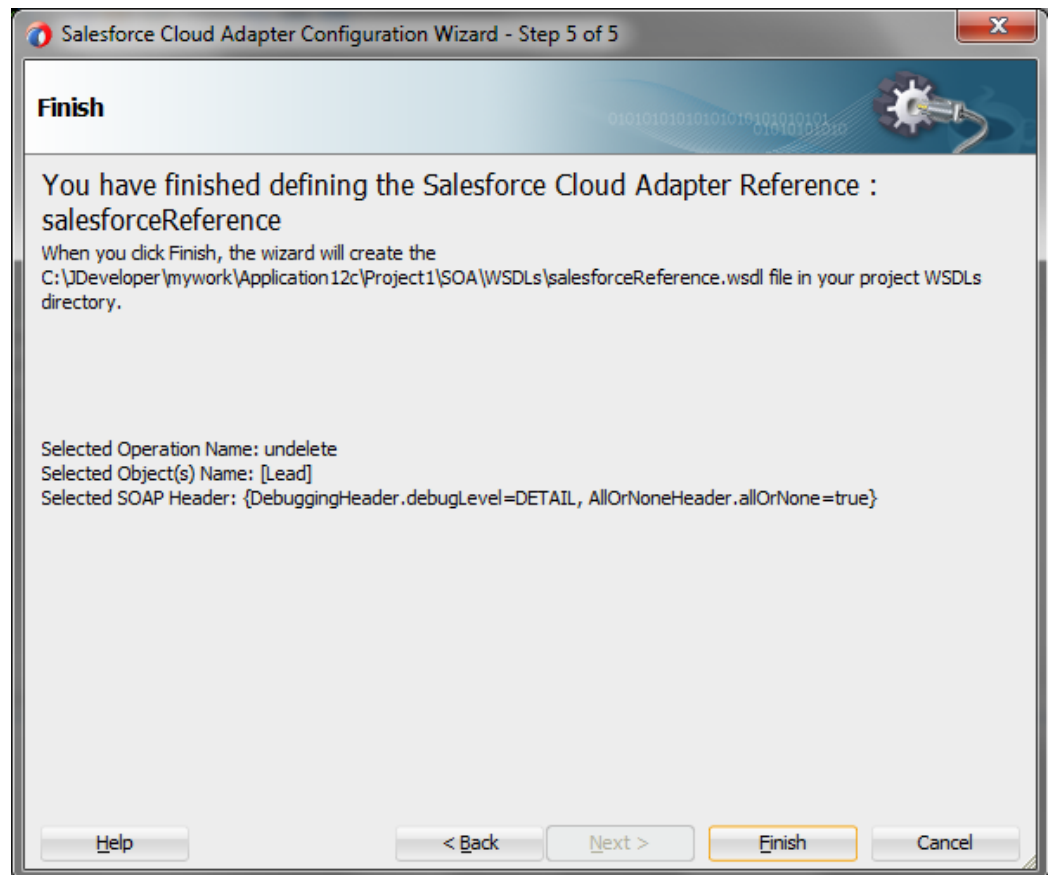 Salesforce Cloud Adapter Configuration Wizard - Step 5 of 5
X
Finish
You have finished defining the Salesforce Cloud Adapter Reference :
salesforceReference
When you click Finish, the wizard will create the
C:\JDeveloper\mywork\Application12c\Project1\SOA\WSDLs\salesforceReference.wsdl file in your project WSDLs
directory.
Selected Operation Name: undelete
Selected Object(s) Name: [Lead]
Selected SOAP Header: {DebuggingHeader.debugLevel=DETAIL, AllOrNoneHeader.allOrNone=true}
Help < Back Next > Finish Cancel